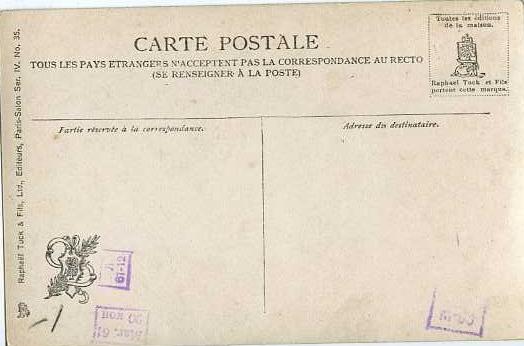 CARTE POSTALE
TOUS LES PAYS ETRANGERS N'ACCEPTENT PAS LA CORRESPONDANCE AU RECTO
(SE RENSEIGNER À LA POSTE)
Toutes les éditions
de la maison
Raphael Tuck et Fils
portent cette marque.
Partie réservée à la correspondance.
Adresse du destinataire.
Raphael Tuck & Fils, Ltd., Editeurs, Paris-Salon Ser. IV. No. 35.